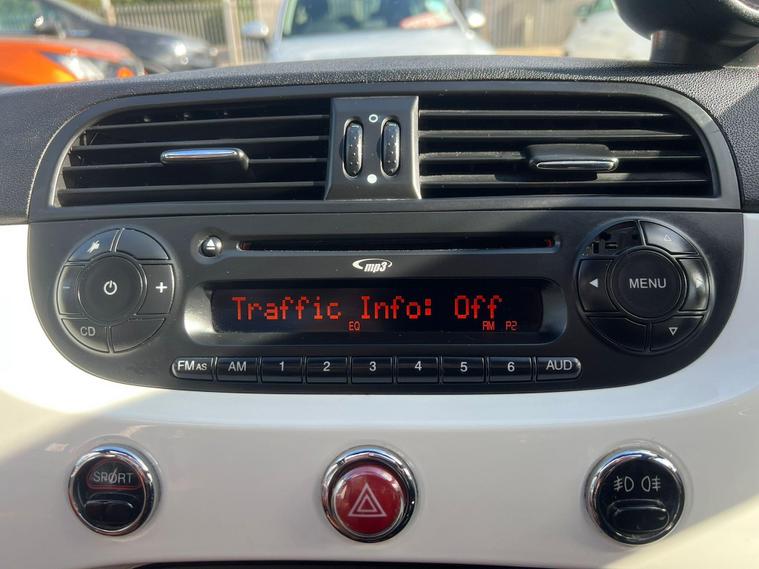 mp3
Traffic Info: Off
EQ AM P2
+
CD
MENU
FM AS AM 1 2 3 4 5 6 AUD
SPORT